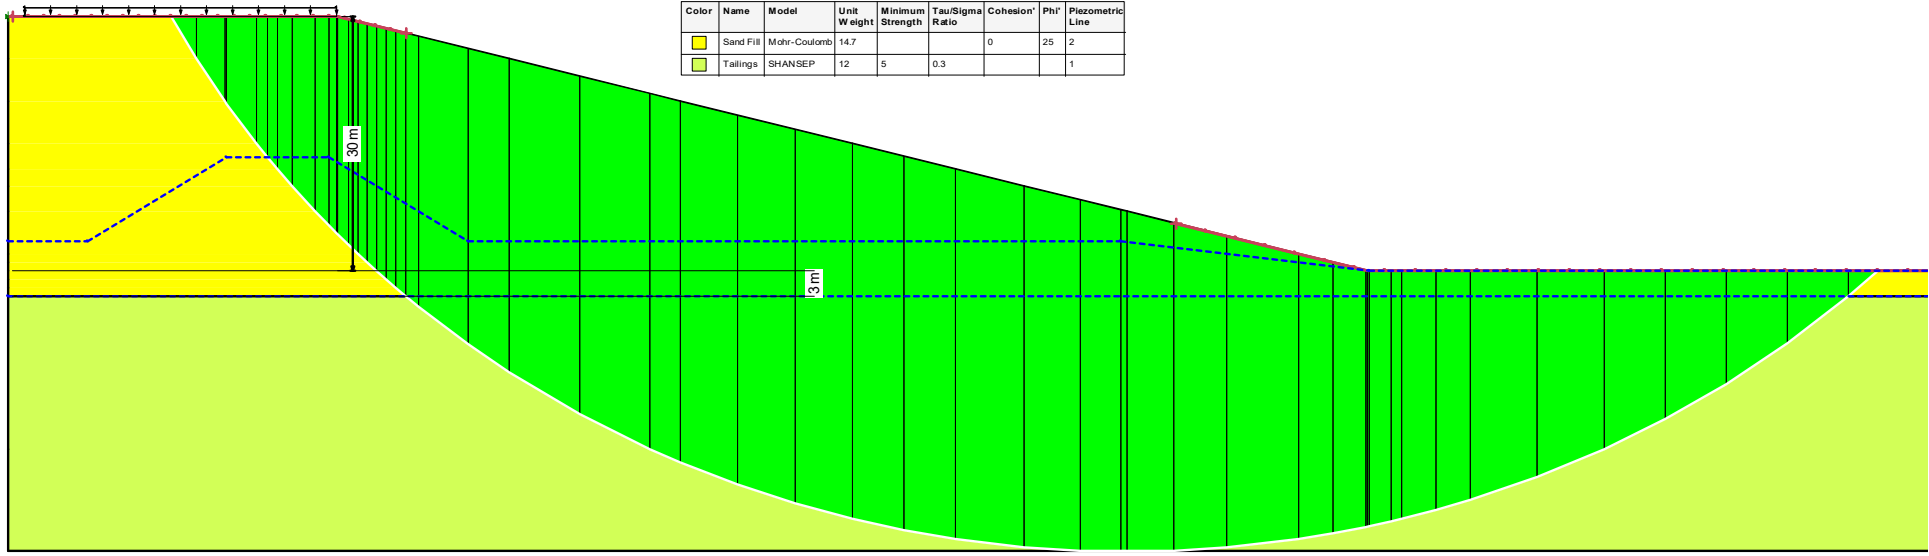 Color Name Model Unit Weight Minimum Strength Tau/Sigma Ratio Cohesion' Phi' Piezometric Line
Sand Fill Mohr-Coulomb 14.7 0 25 2
Tailings SHANSEP 12 5 0.3 1
30 m
3 m